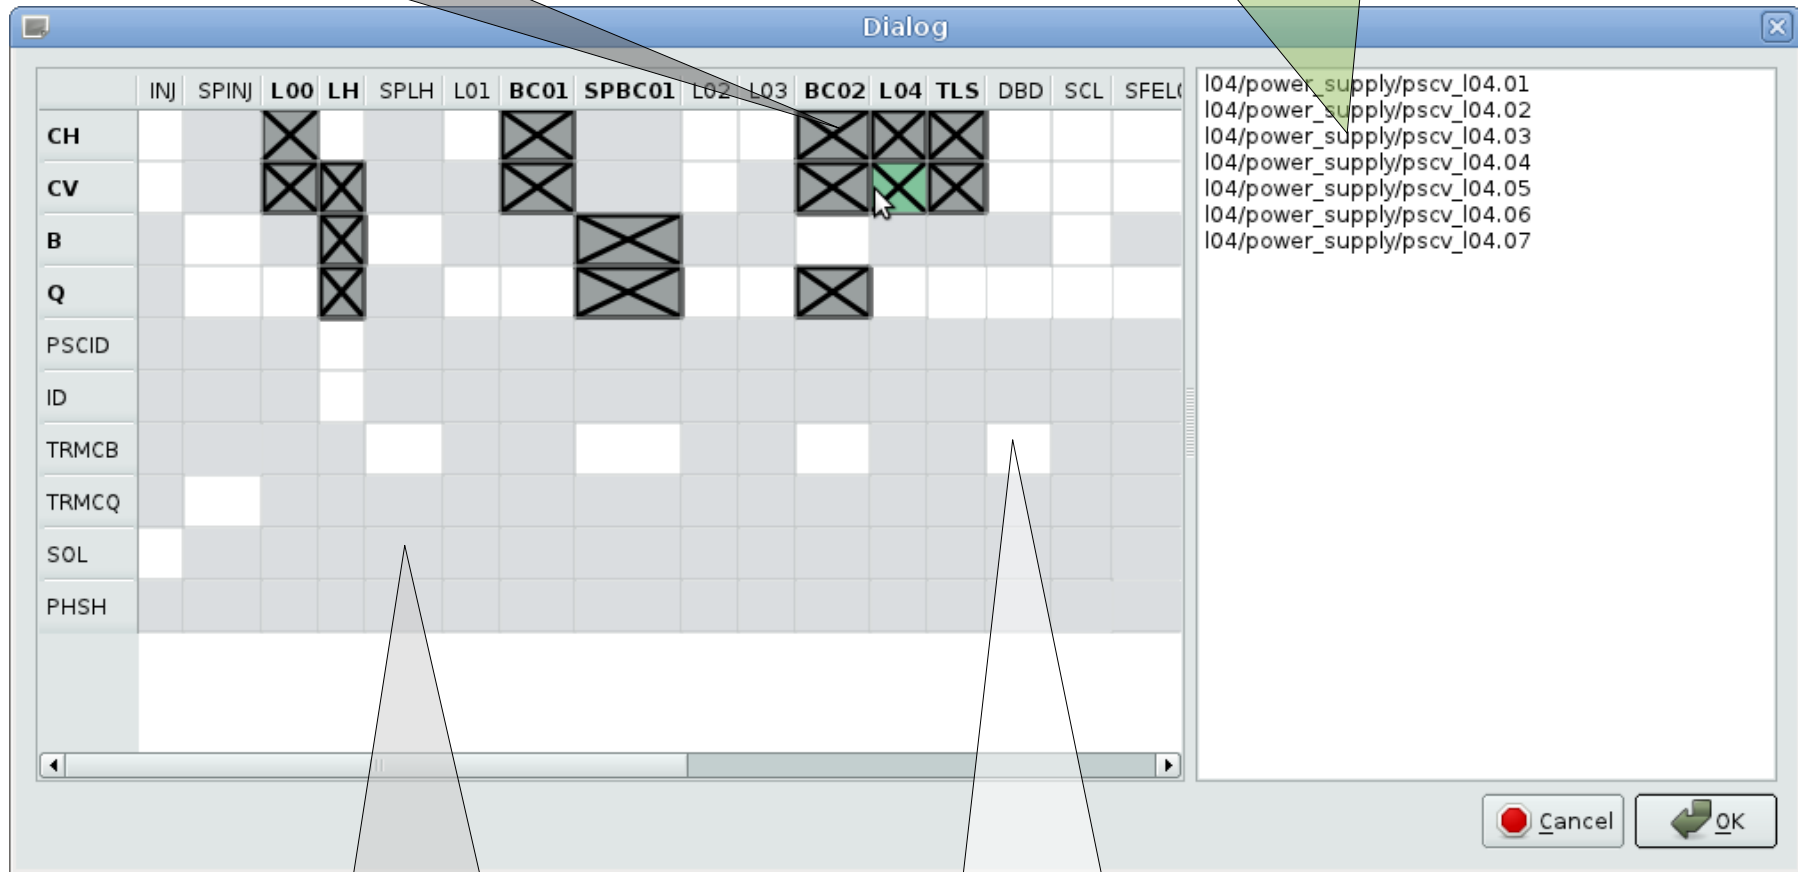 Dialog
INJ SPINJ L00 LH SPLH L01 BC01 SPBC01 L02 L03 BC02 L04 TLS DBD SCL SFEL0
CH
CV
B
Q
PSCID
ID
TRMCB
TRMCQ
SOL
PHSH
l04/power_supply/pscv_l04.01
l04/power_supply/pscv_l04.02
l04/power_supply/pscv_l04.03
l04/power_supply/pscv_l04.04
l04/power_supply/pscv_l04.05
l04/power_supply/pscv_l04.06
l04/power_supply/pscv_l04.07
Cancel OK